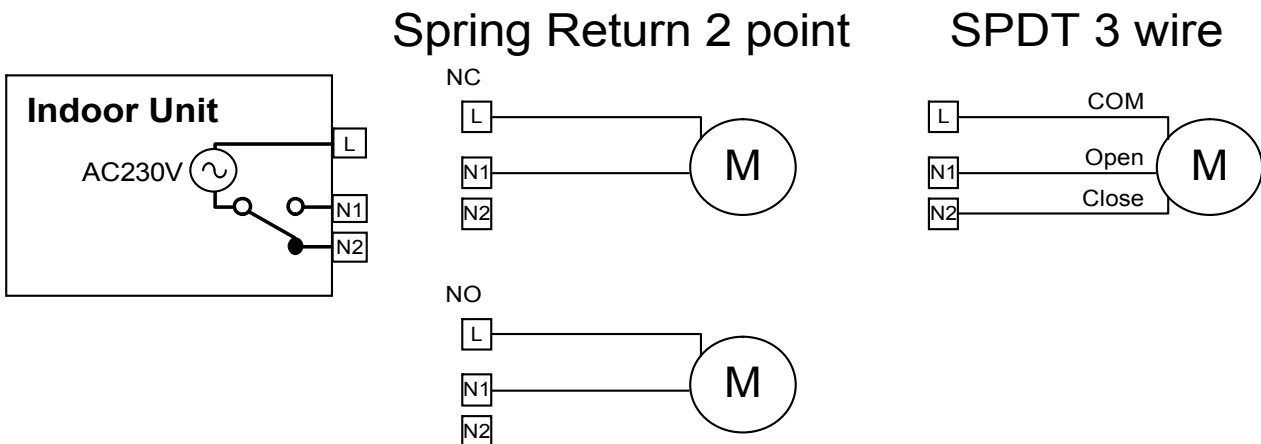 Spring Return 2 point
SPDT 3 wire
Indoor Unit
AC230V
L
N1
N2
NC
L
N1
N2
M
NO
L
N1
N2
M
L
N1
N2
COM
Open
Close
M